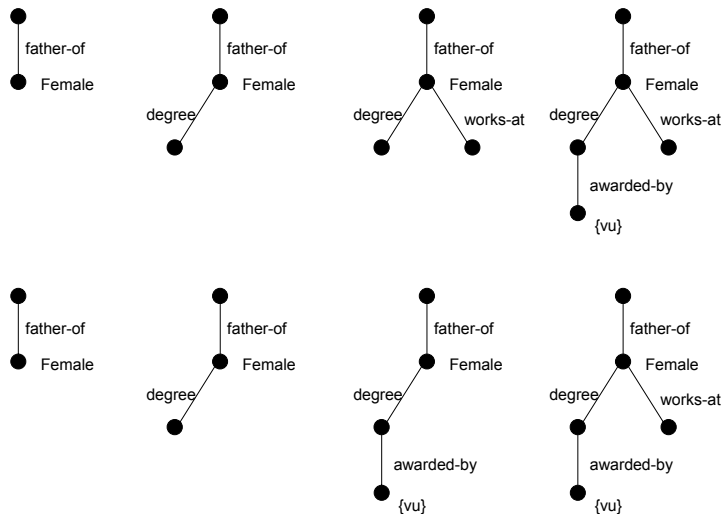 father-of father-of father-of father-of
Female Female Female Female
degree degree degree
works-at works-at
awarded-by
{vu}
father-of father-of father-of father-of
Female Female Female Female
degree degree degree works-at
awarded-by awarded-by
{vu} {vu}